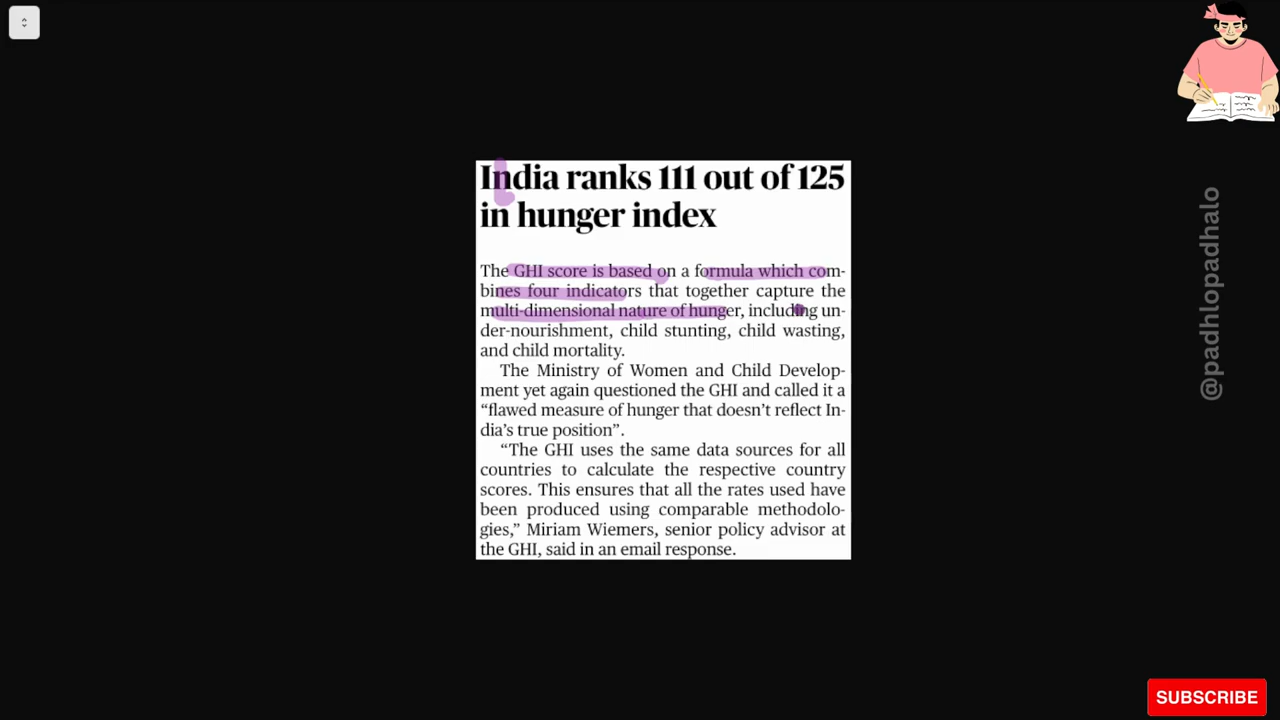 India ranks 111 out of 125
in hunger index
The GHI score is based on a formula which com-
bines four indicators that together capture the
multi-dimensional nature of hunger, including un-
der-nourishment, child stunting, child wasting,
and child mortality.
The Ministry of Women and Child Develop-
ment yet again questioned the GHI and called it a
“flawed measure of hunger that doesn’t reflect In-
dia’s true position”.
“The GHI uses the same data sources for all
countries to calculate the respective country
scores. This ensures that all the rates used have
been produced using comparable methodolo-
gies,” Miriam Wiemers, senior policy advisor at
the GHI, said in an email response.
@padhlopadhalo
SUBSCRIBE